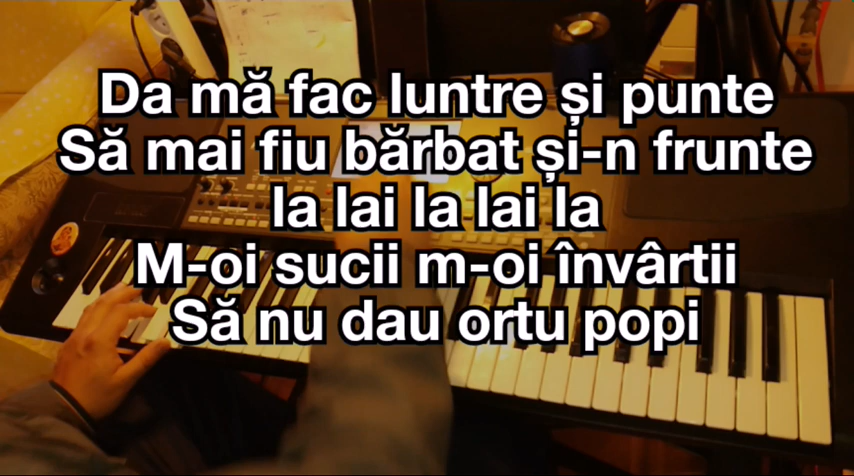 Da mă fac luntre și punte
Să mai fiu bărbat și-n frunte
la lai la lai la
M-oi sucii m-oi învârtii
Să nu dau ortu popi